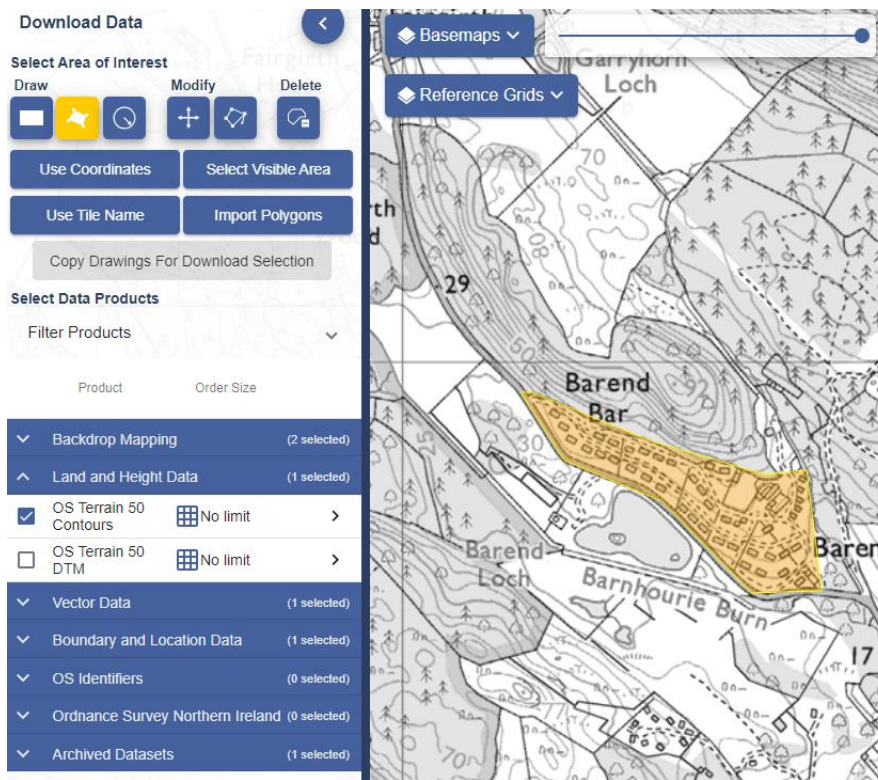 Download Data
Select Area of Interest
Draw
Modify
Delete
Use Coordinates
Select Visible Area
Use Tile Name
Import Polygons
Copy Drawings For Download Selection
Select Data Products
Filter Products
Product
Order Size
Backdrop Mapping
(2 selected)
Land and Height Data
(1 selected)
OS Terrain 50
Contours
No limit
OS Terrain 50
DTM
No limit
Vector Data
(1 selected)
Boundary and Location Data
(1 selected)
OS Identifiers
(0 selected)
Ordnance Survey Northern Ireland
(0 selected)
Archived Datasets
(1 selected)
Basemaps
Reference Grids
Garryhorn
Loch
70
80
29
50
92
Barend
Bar
25
30
Barend
Loch
Barnhourie Burn
17
70